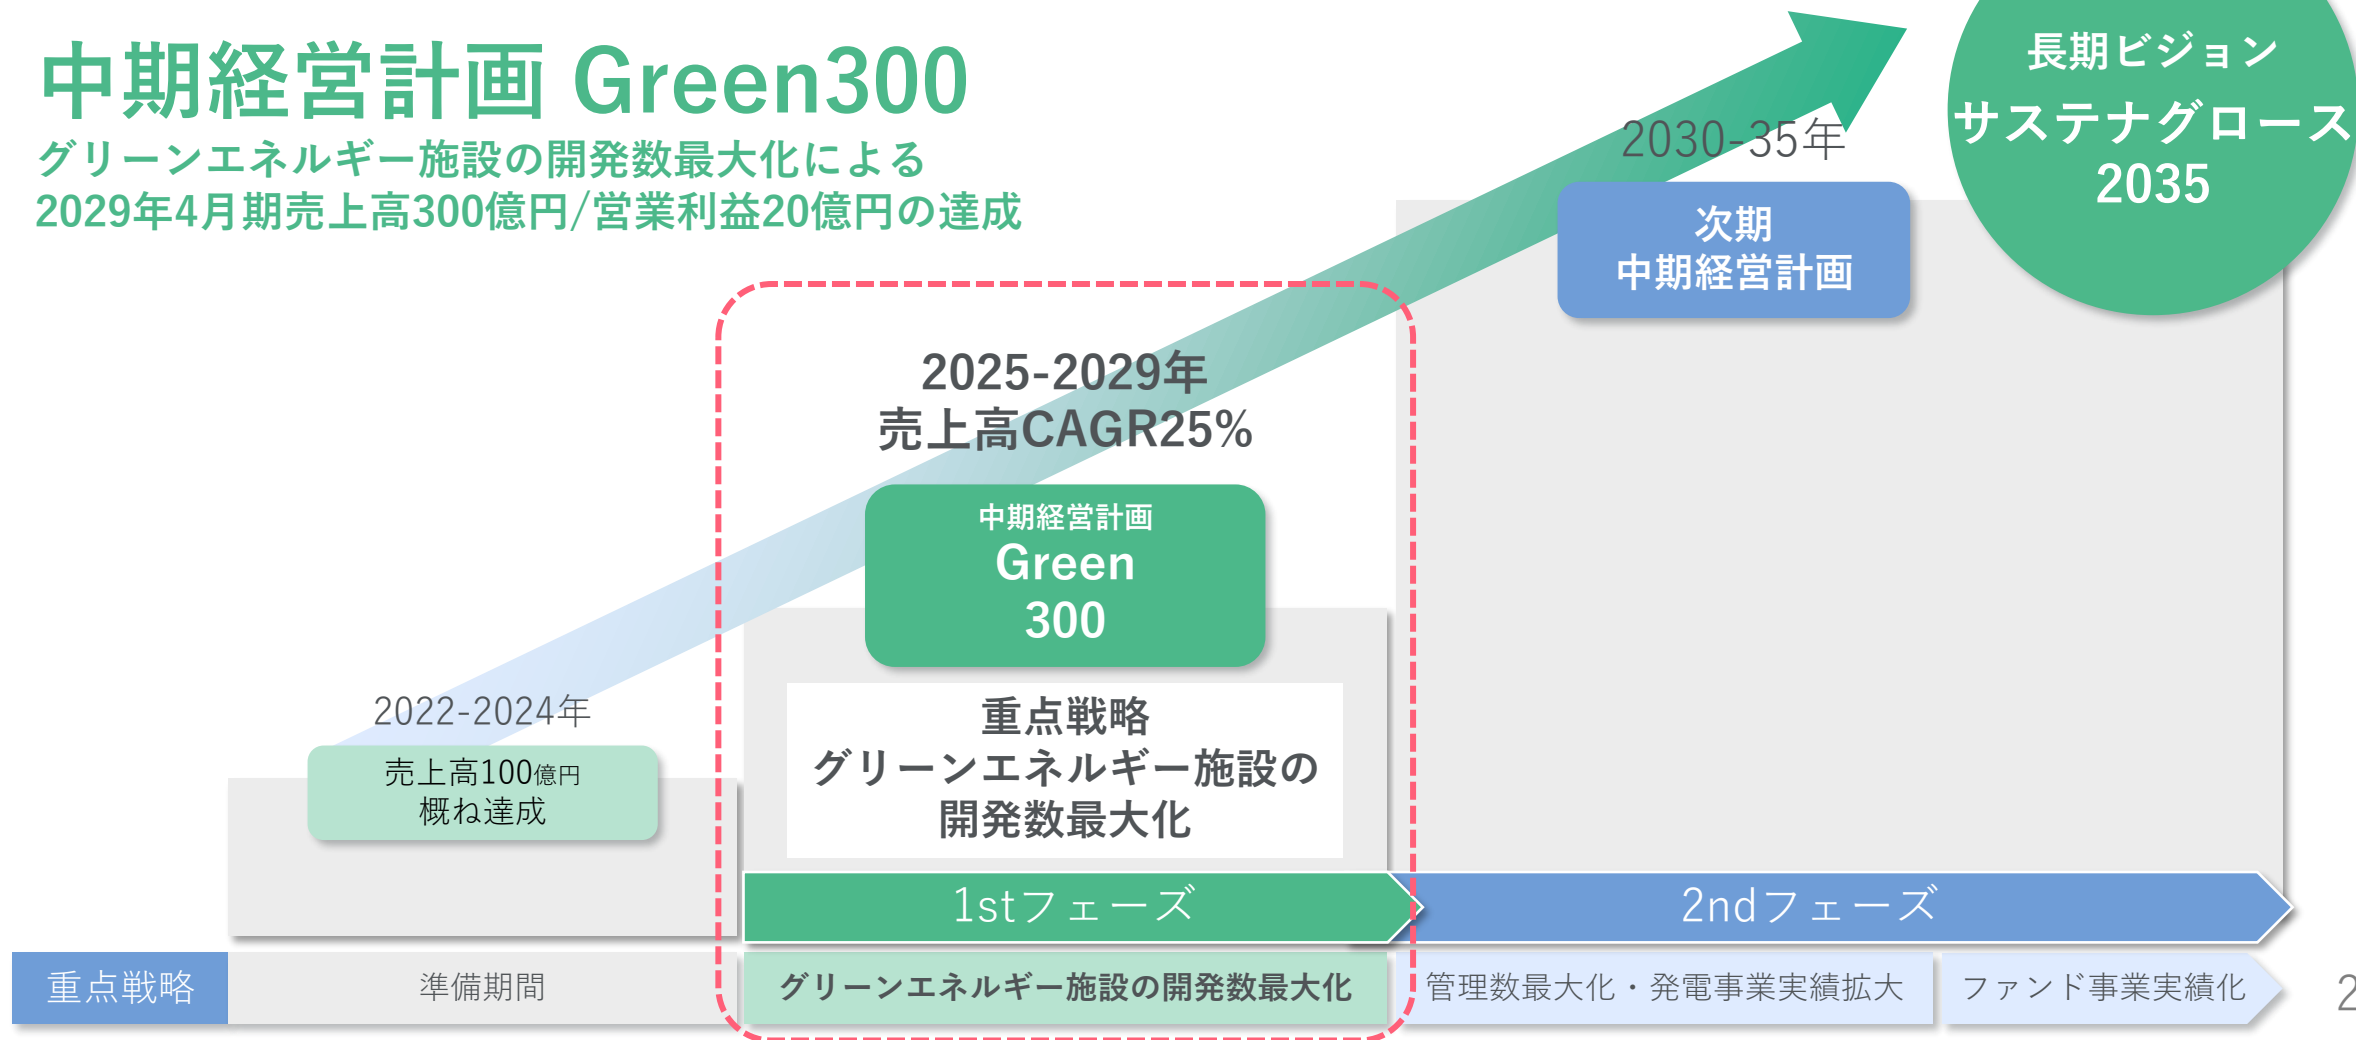 中期経営計画 Green300
グリーンエネルギー施設の開発数最大化による
2029年4月期売上高300億円/営業利益20億円の達成
長期ビジョン
サステナグロース
2035
2030-35年
次期
中期経営計画
2025-2029年
売上高CAGR25%
中期経営計画
Green
300
重点戦略
グリーンエネルギー施設の
開発数最大化
2022-2024年
売上高100億円
概ね達成
1stフェーズ
2ndフェーズ
重点戦略
準備期間
グリーンエネルギー施設の開発数最大化
管理数最大化・発電事業実績拡大
ファンド事業実績化
2